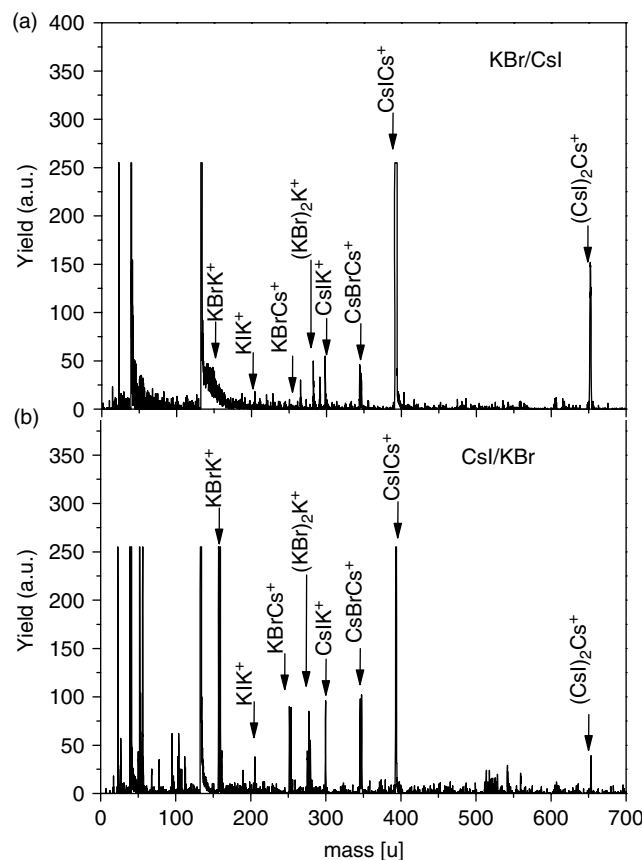 (a)
400
350
300
250
200
150
100
50
0
Yield (a.u.)
KBr/CsI
KBrK⁺
KIK⁺
KBrCs⁺
(KBr)₂K⁺
CsIK⁺
CsBrCs⁺
CsICs⁺
(CsI)₂Cs⁺
(b)
350
300
250
200
150
100
50
0
Yield (a.u.)
CsI/KBr
KBrK⁺
KIK⁺
KBrCs⁺
(KBr)₂K⁺
CsIK⁺
CsBrCs⁺
CsICs⁺
(CsI)₂Cs⁺
0 100 200 300 400 500 600 700
mass [u]